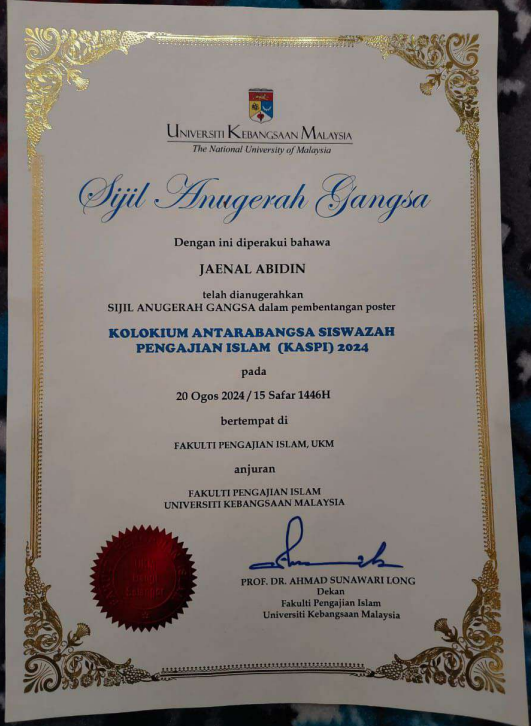 UNIVERSITI KEBANGSAAN MALAYSIA
The National University of Malaysia
Sijil Anugerah Gangsa
Dengan ini diperakui bahawa
JAENAL ABIDIN
telah dianugerahkan
SIJIL ANUGERAH GANGSA dalam pembentangan poster
KOLOKIUM ANTARABANGSA SISWAZAH
PENGAJIAN ISLAM (KASPI) 2024
pada
20 Ogos 2024 / 15 Safar 1446H
bertempat di
FAKULTI PENGAJIAN ISLAM, UKM
anjuran
FAKULTI PENGAJIAN ISLAM
UNIVERSITI KEBANGSAAN MALAYSIA
PROF. DR. AHMAD SUNAWARI LONG
Dekan
Fakulti Pengajian Islam
Universiti Kebangsaan Malaysia